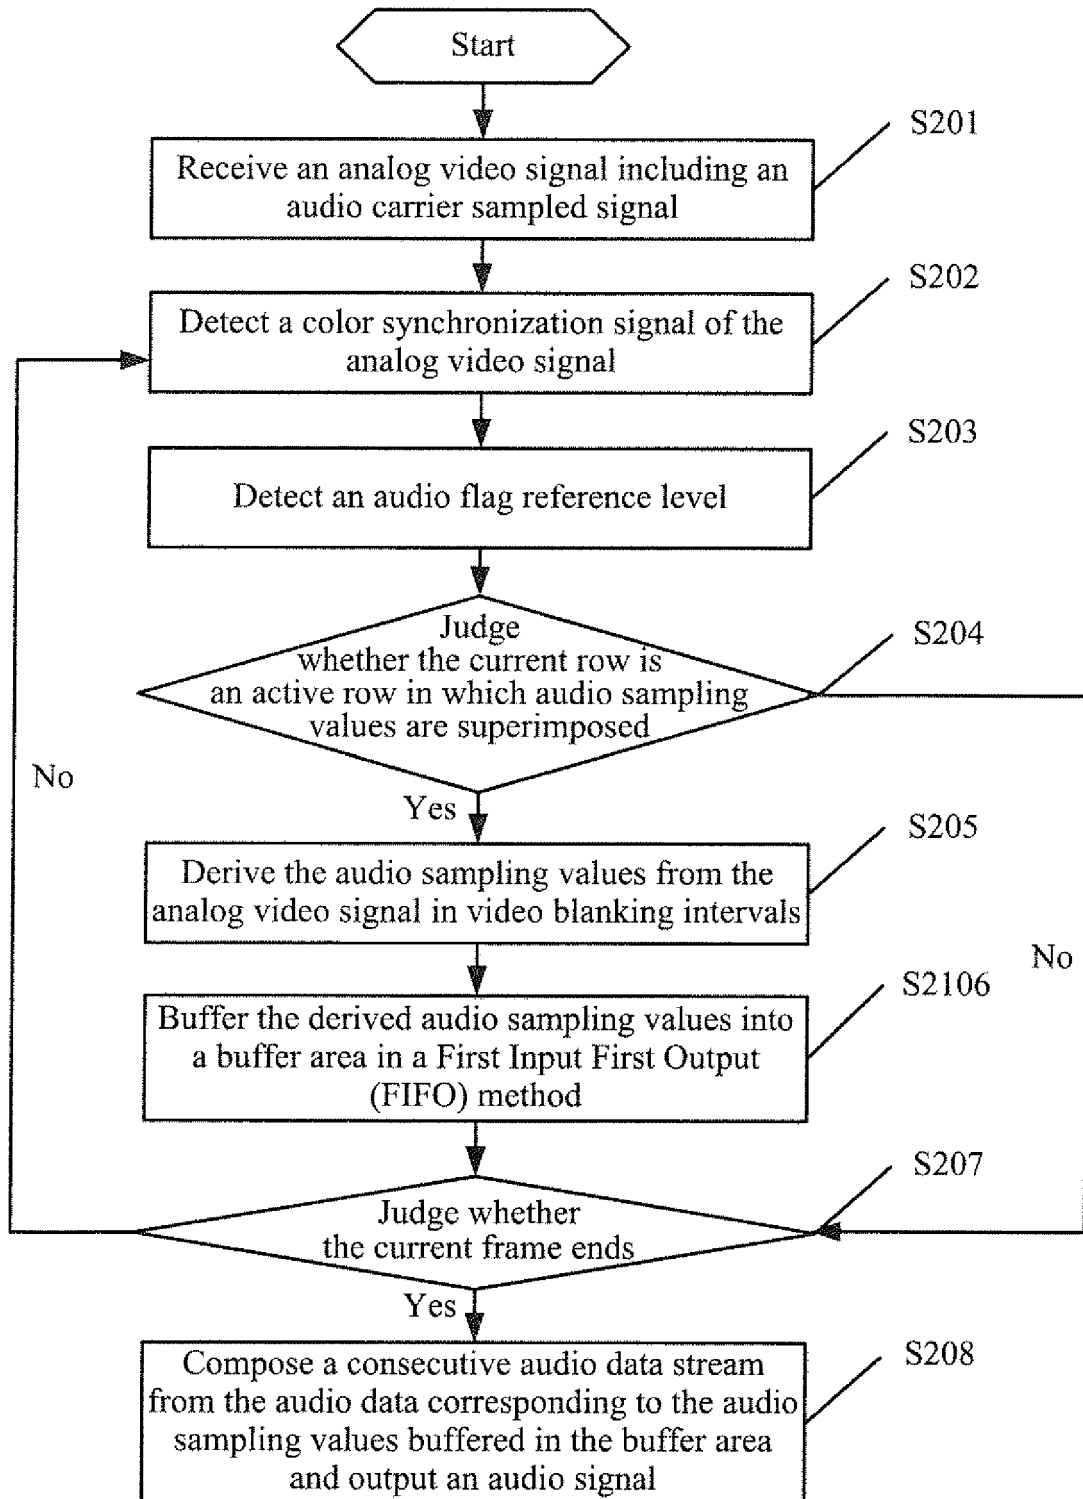 Start
S201
Receive an analog video signal including an
audio carrier sampled signal
S202
Detect a color synchronization signal of the
analog video signal
S203
Detect an audio flag reference level
S204
Judge
whether the current row is
an active row in which audio sampling
values are superimposed
No
Yes
S205
Derive the audio sampling values from the
analog video signal in video blanking intervals
No
S2106
Buffer the derived audio sampling values into
a buffer area in a First Input First Output
(FIFO) method
S207
Judge whether
the current frame ends
Yes
S208
Compose a consecutive audio data stream
from the audio data corresponding to the audio
sampling values buffered in the buffer area
and output an audio signal